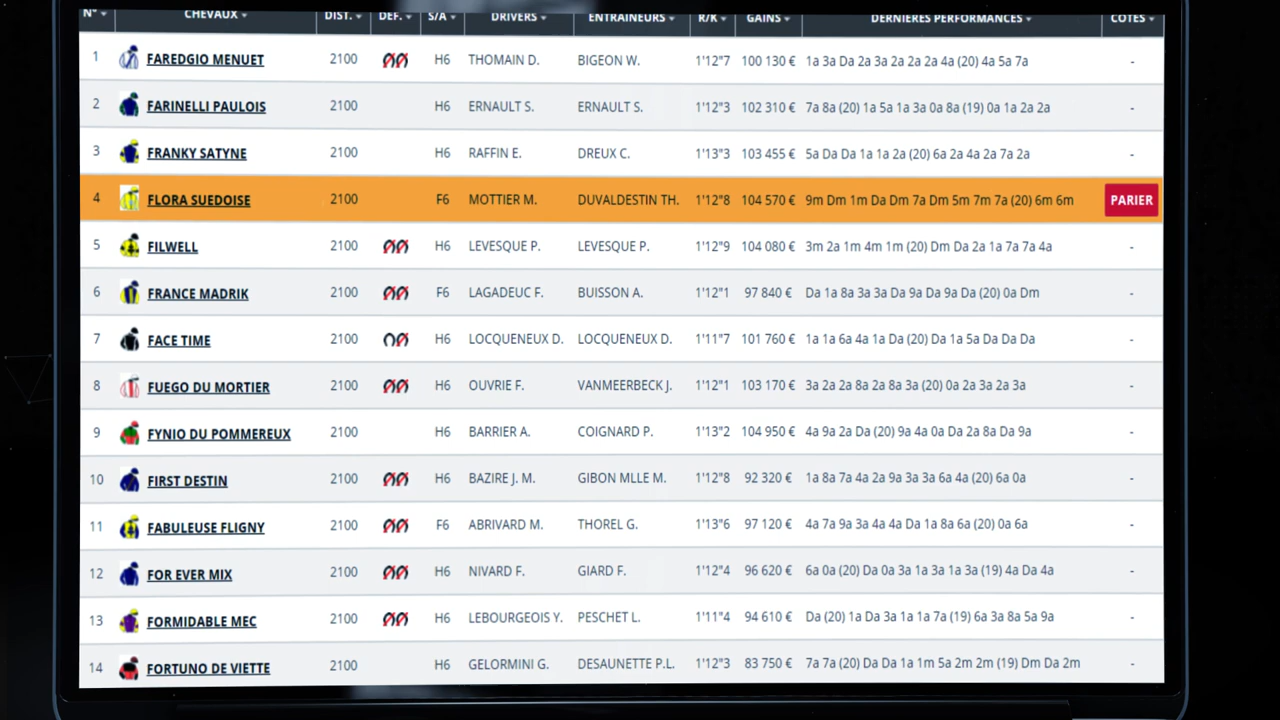 N° CHEVAUX DIST. DEF. S/A DRIVERS ENTRAINEURS R/K GAINS DERNIÈRES PERFORMANCES COTES
1 FAREDGIO MENUET 2100 H6 THOMAIN D. BIGEON W. 1'12"7 100 130 € 1a 3a Da 2a 3a 2a 2a 2a 4a (20) 4a 5a 7a -
2 FARINELLI PAULOIS 2100 H6 ERNAULT S. ERNAULT S. 1'12"3 102 310 € 7a 8a (20) 1a 5a 1a 3a 0a 8a (19) 0a 1a 2a 2a -
3 FRANKY SATYNE 2100 H6 RAFFIN E. DREUX C. 1'13"3 103 455 € 5a Da Da 1a 1a 2a (20) 6a 2a 4a 2a 7a 2a -
4 FLORA SUEDOISE 2100 F6 MOTTIER M. DUVALDESTIN TH. 1'12"8 104 570 € 9m Dm 1m Da Dm 7a Dm 5m 7m 7a (20) 6m 6m PARIER
5 FILWELL 2100 H6 LEVESQUE P. LEVESQUE P. 1'12"9 104 080 € 3m 2a 1m 4m 1m (20) Dm Da 2a 1a 7a 7a 4a -
6 FRANCE MADRIK 2100 F6 LAGADEUC F. BUISSON A. 1'12"1 97 840 € Da 1a 8a 3a 3a Da 9a Da 9a Da (20) 0a Dm -
7 FACE TIME 2100 H6 LOCQUENEUX D. LOCQUENEUX D. 1'11"7 101 760 € 1a 1a 6a 4a 1a Da (20) Da 1a 5a Da Da Da -
8 FUEGO DU MORTIER 2100 H6 OUVRIE F. VANMEERBECK J. 1'12"1 103 170 € 3a 2a 2a 8a 2a 8a 3a (20) 0a 2a 3a 2a 3a -
9 FYNIO DU POMMEREUX 2100 H6 BARRIER A. COIGNARD P. 1'13"2 104 950 € 4a 9a 2a Da (20) 9a 4a 0a Da 2a 8a Da 9a -
10 FIRST DESTIN 2100 H6 BAZIRE J. M. GIBON MLLE M. 1'12"8 92 320 € 1a 8a 7a 4a 2a 9a 3a 3a 6a 4a (20) 6a 0a -
11 FABULEUSE FLIGNY 2100 F6 ABRIVARD M. THOREL G. 1'13"6 97 120 € 4a 7a 9a 3a 4a 4a Da 1a 8a 6a (20) 0a 6a -
12 FOR EVER MIX 2100 H6 NIVARD F. GIARD F. 1'12"4 96 620 € 6a 0a (20) Da 0a 3a 1a 3a 1a 3a (19) 4a Da 4a -
13 FORMIDABLE MEC 2100 H6 LEBOURGEOIS Y. PESCHET L. 1'11"4 94 610 € Da (20) 1a Da 3a 1a 1a 7a (19) 6a 3a 8a 5a 9a -
14 FORTUNO DE VIETTE 2100 H6 GELORMINI G. DESAUNETTE P.L. 1'12"3 83 750 € 7a 7a (20) Da Da 1a 1m 5a 2m 2m (19) Dm Da 2m -